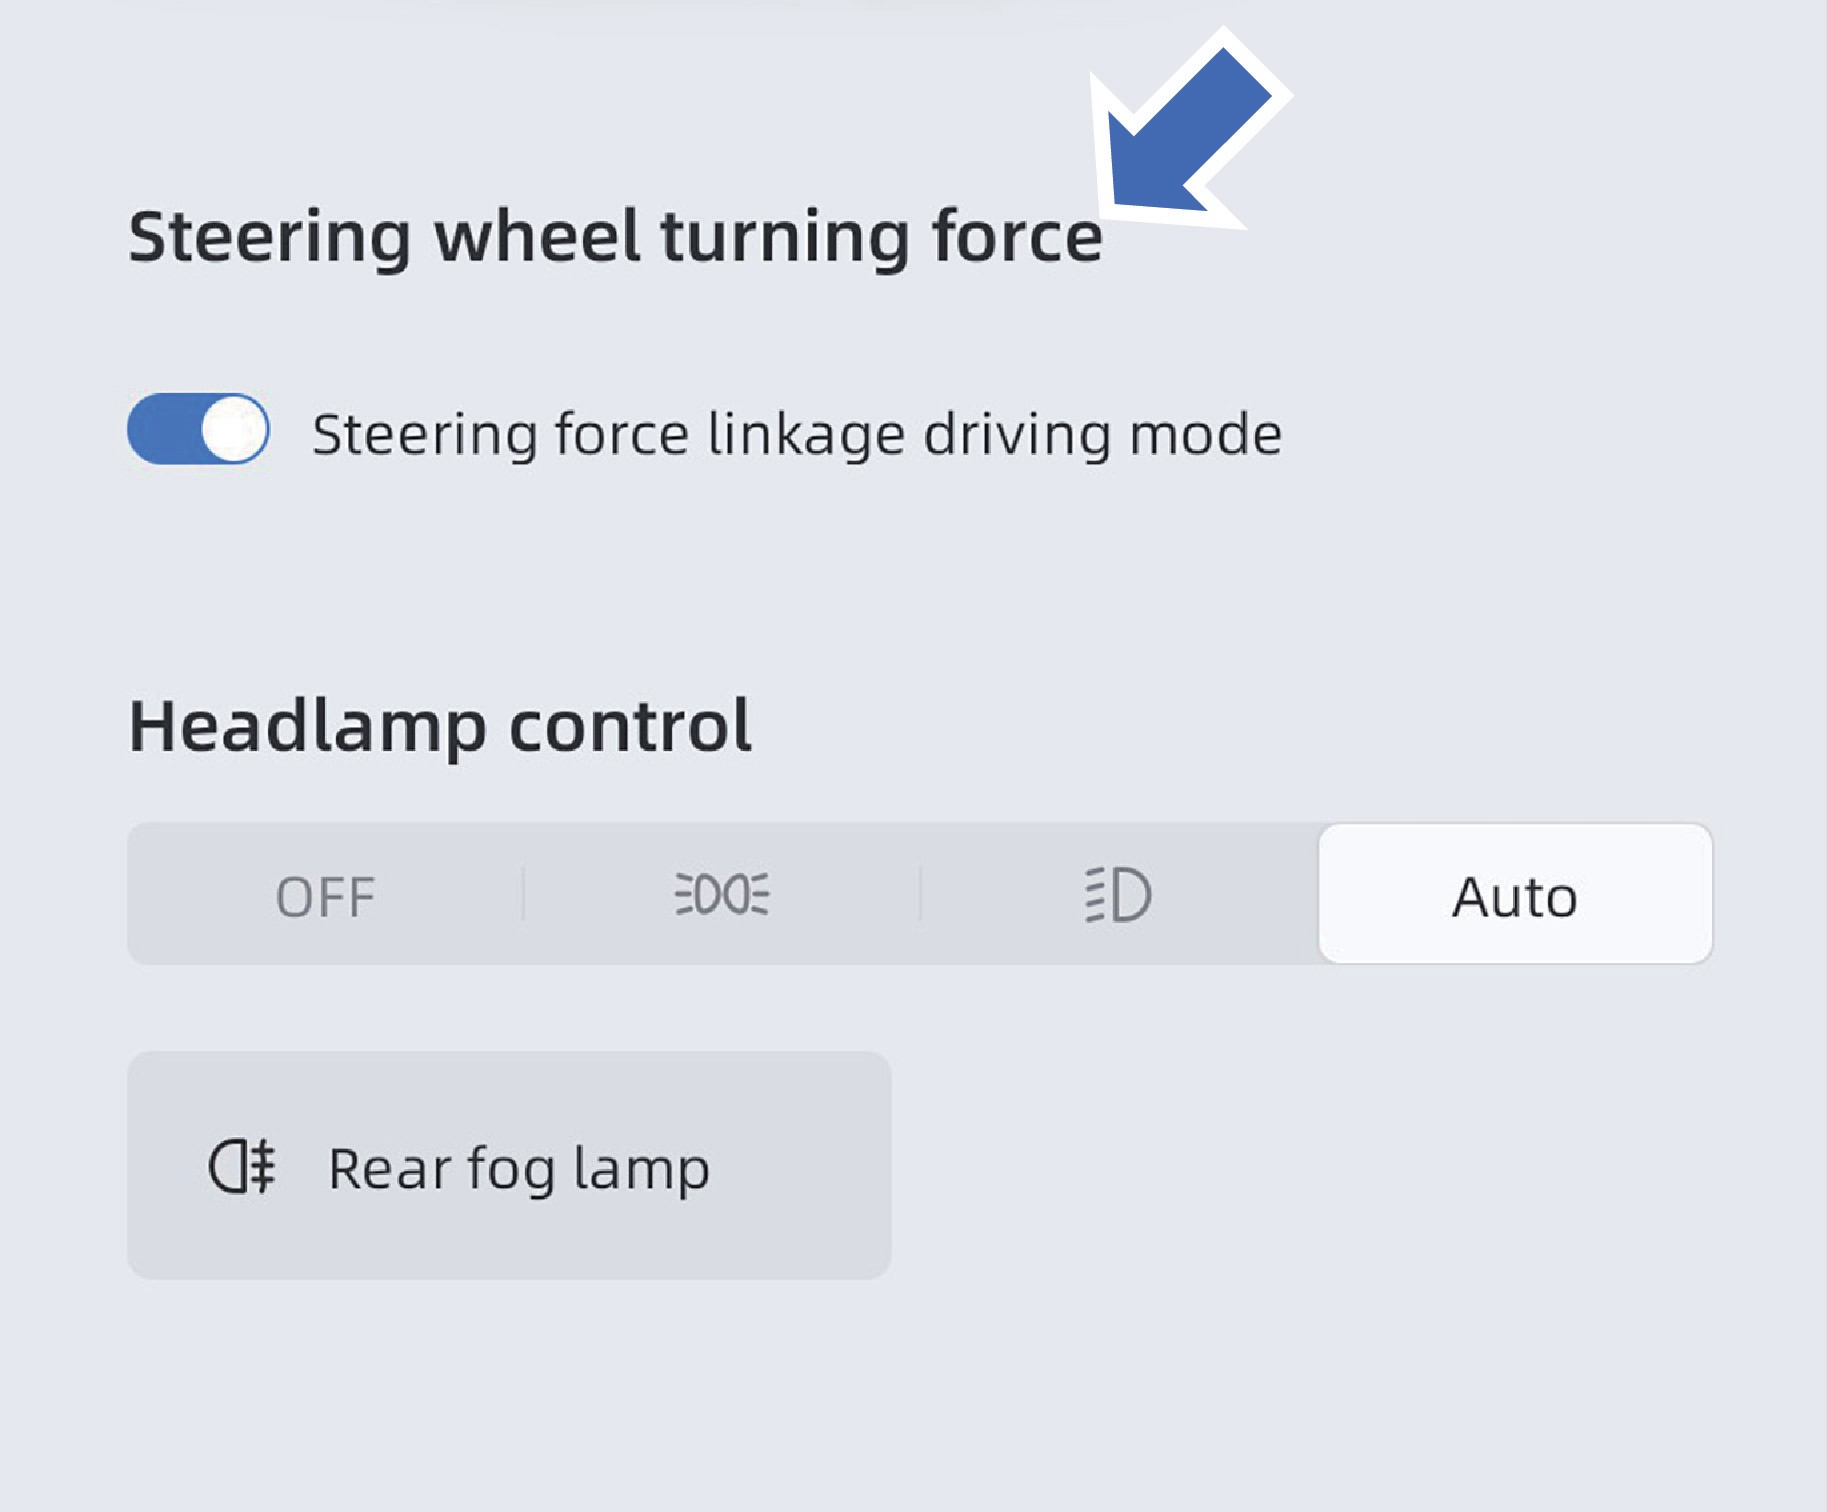 Steering wheel turning force
Steering force linkage driving mode
Headlamp control
OFF
Auto
Rear fog lamp